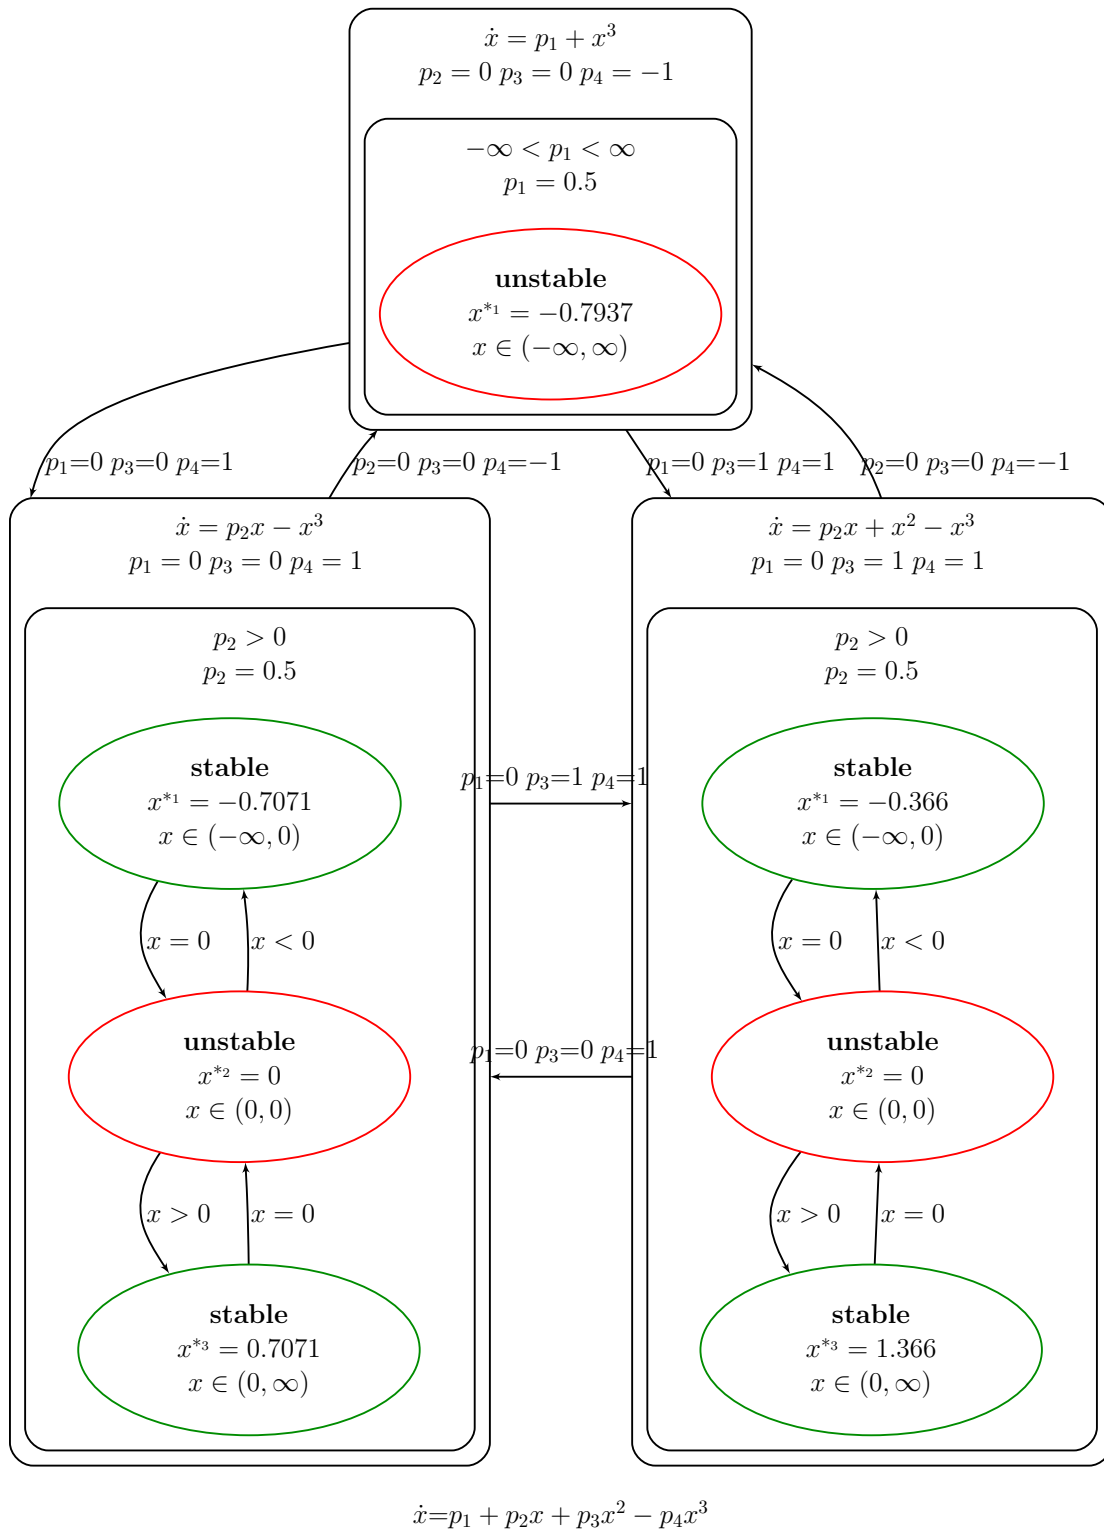 ẋ = p₁ + x³
p₂ = 0 p₃ = 0 p₄ = −1
−∞ < p₁ < ∞
p₁ = 0.5
unstable
x*₁ = −0.7937
x ∈ (−∞, ∞)
p₁=0 p₃=0 p₄=1
p₂=0 p₃=0 p₄=−1
p₁=0 p₃=1 p₄=1
p₂=0 p₃=0 p₄=−1
ẋ = p₂x − x³
p₁ = 0 p₃ = 0 p₄ = 1
p₂ > 0
p₂ = 0.5
stable
x*₁ = −0.7071
x ∈ (−∞, 0)
x = 0
x < 0
unstable
x*₂ = 0
x ∈ (0, 0)
x > 0
x = 0
stable
x*₃ = 0.7071
x ∈ (0, ∞)
p₁=0 p₃=1 p₄=1
p₁=0 p₃=0 p₄=1
ẋ = p₂x + x² − x³
p₁ = 0 p₃ = 1 p₄ = 1
p₂ > 0
p₂ = 0.5
stable
x*₁ = −0.366
x ∈ (−∞, 0)
x = 0
x < 0
unstable
x*₂ = 0
x ∈ (0, 0)
x > 0
x = 0
stable
x*₃ = 1.366
x ∈ (0, ∞)
ẋ=p₁ + p₂x + p₃x² − p₄x³